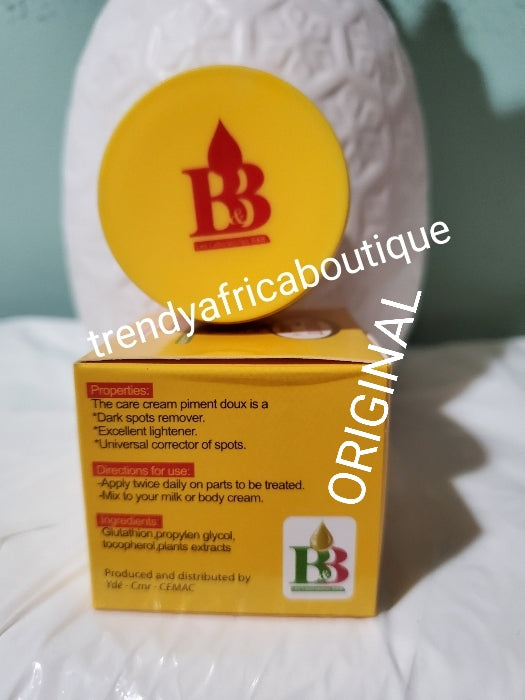 B&B
trendyafricaboutique
ORIGINAL
Properties:
The care cream piment doux is a
*Dark spots remover.
*Excellent lightener.
*Universal corrector of spots.
Directions for use:
-Apply twice daily on parts to be treated.
-Mix to your milk or body cream.
Ingredients:
Glutathion,propylen glycol,
tocopherol,plants extracts
Produced and distributed by
Yde - Cmr - CEMAC
B&B